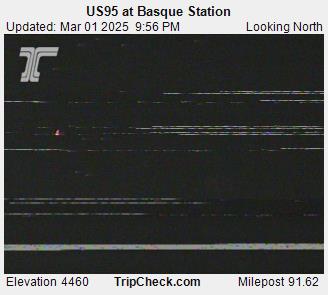 US95 at Basque Station
Updated: Mar 01 2025 9:56 PM Looking North
Elevation 4460 TripCheck.com Milepost 91.62